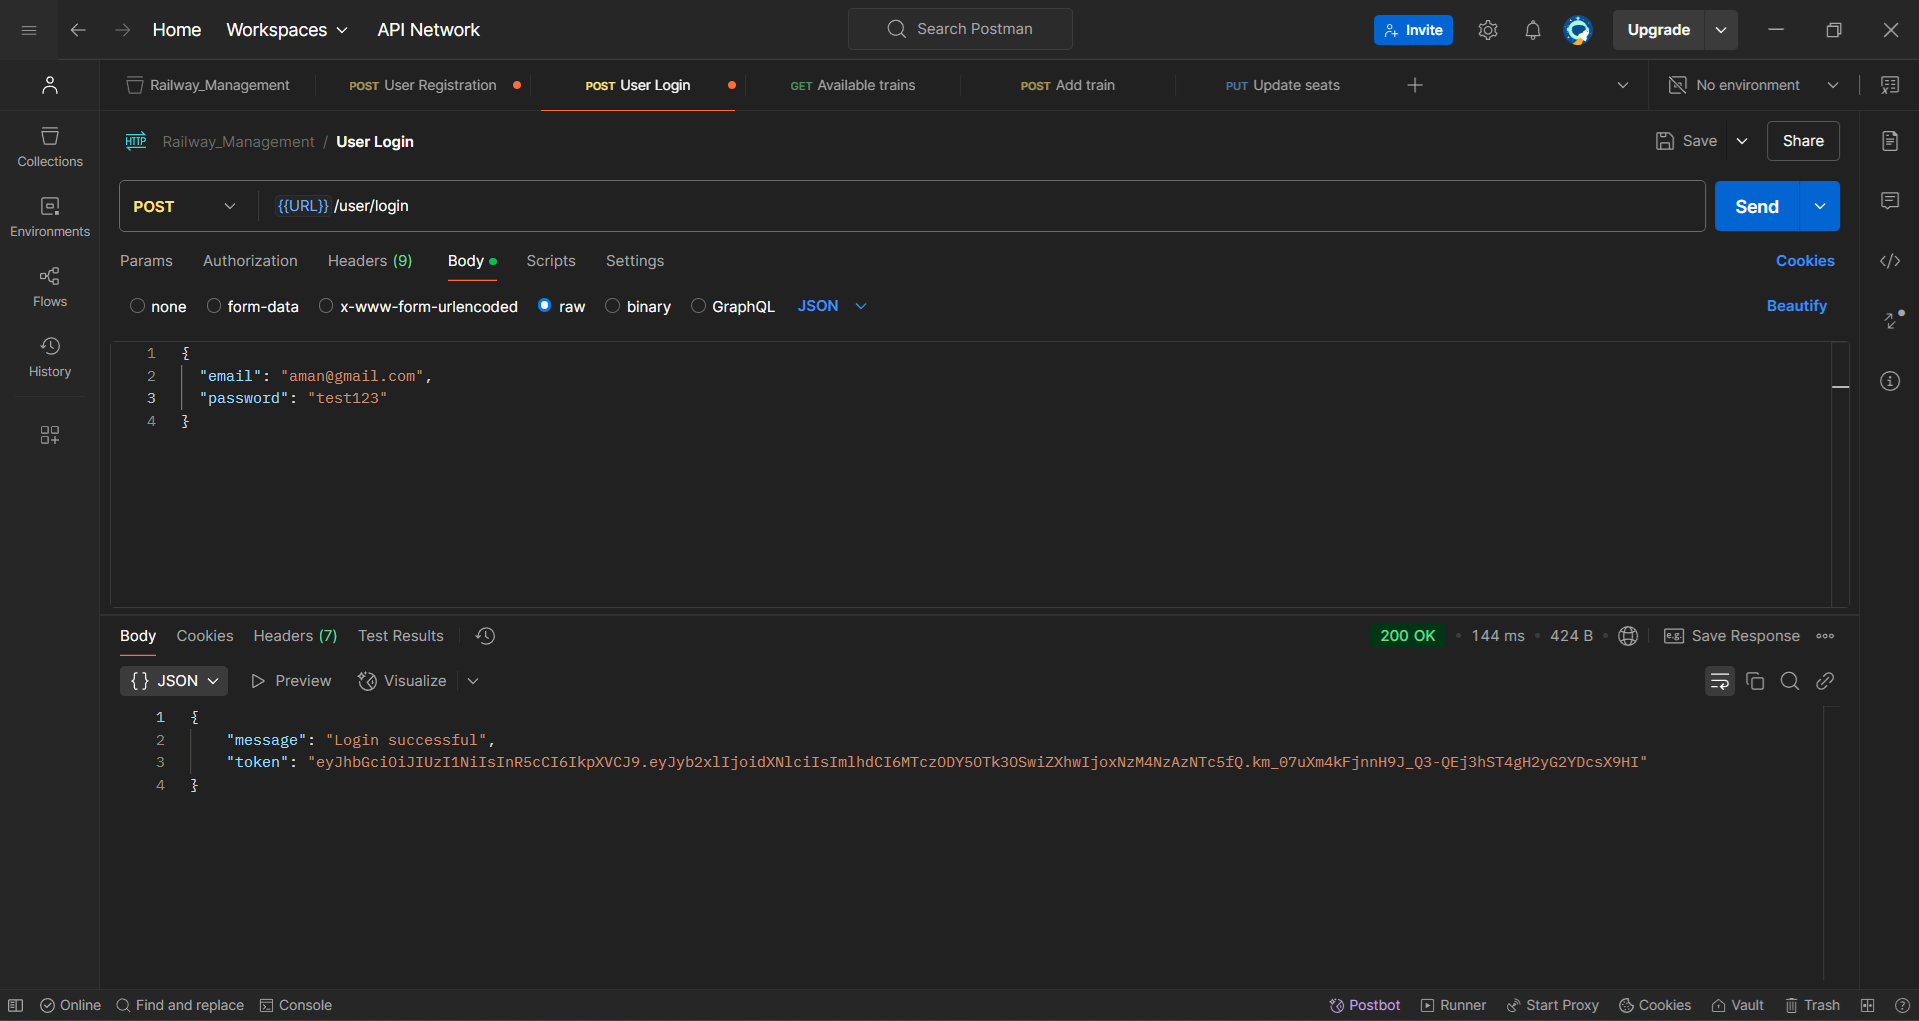 Home Workspaces API Network Search Postman Invite Upgrade
Railway_Management POST User Registration POST User Login GET Available trains POST Add train PUT Update seats No environment
HTTP Railway_Management / User Login Save Share
Collections
Environments
Flows
History
POST {{URL}} /user/login Send
Params Authorization Headers (9) Body Scripts Settings Cookies
none form-data x-www-form-urlencoded raw binary GraphQL JSON Beautify
1 {
2 "email": "aman@gmail.com",
3 "password": "test123"
4 }
Body Cookies Headers (7) Test Results 200 OK 144 ms 424 B e.g. Save Response
{} JSON Preview Visualize
1 {
2 "message": "Login successful",
3 "token": "eyJhbGciOiJIUzI1NiIsInR5cCI6IkpXVCJ9.eyJyb2xlIjoidXNlciIsImlhdCI6MTczODY5OTk3OSwiZXhwIjoxNzM4NzAzNTc5fQ.km_07uXm4kFjnnH9J_Q3-QEj3hST4gH2yG2YDcsX9HI"
4 }
Online Find and replace Console Postbot Runner Start Proxy Cookies Vault Trash